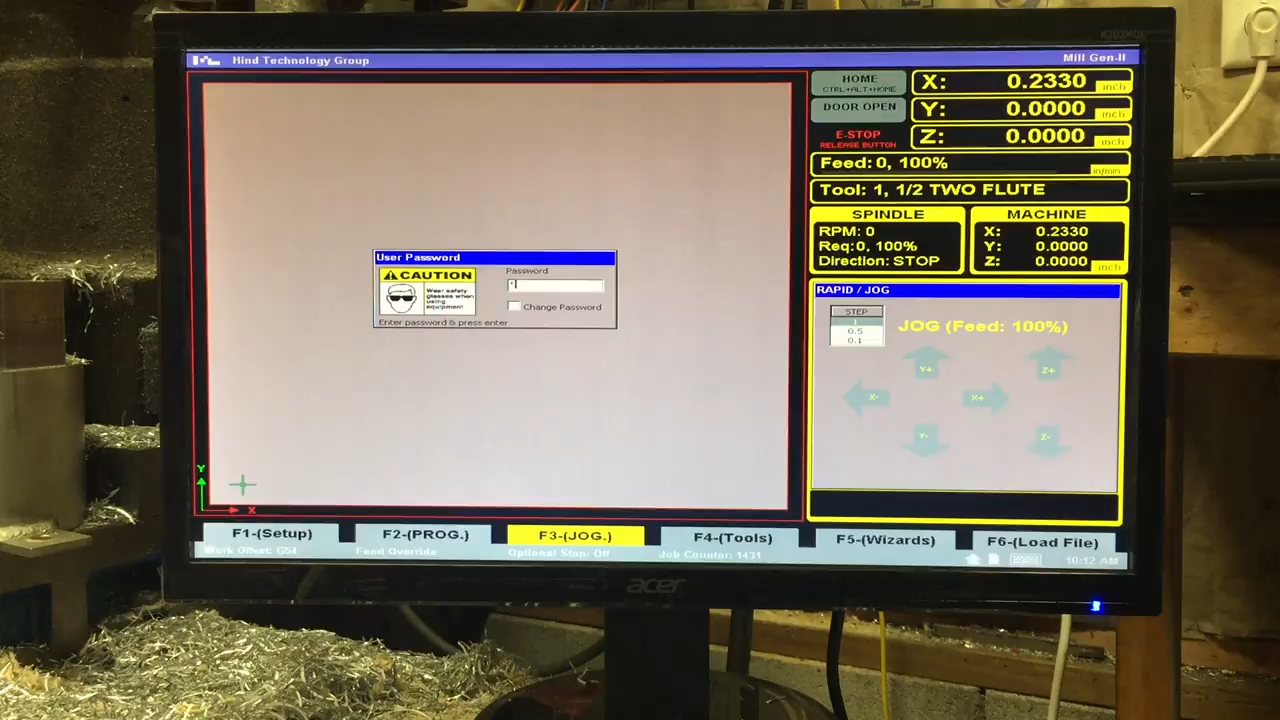 Hind Technology Group
Mill Gen-II
HOME
CTRL+ALT+HOME
X: 0.2330 inch
DOOR OPEN
Y: 0.0000 inch
E-STOP
RELEASE BUTTON
Z: 0.0000 inch
Feed: 0, 100% in/min
Tool: 1, 1/2 TWO FLUTE
SPINDLE
RPM: 0
Req:0, 100%
Direction: STOP
MACHINE
X: 0.2330
Y: 0.0000
Z: 0.0000
inch
User Password
CAUTION
Wear safety
glasses when
using
equipment
Password
*
Change Password
Enter password & press enter
RAPID / JOG
STEP
1
0.5
0.1
JOG (Feed: 100%)
Y+
Z+
X-
X+
Y-
Z-
Y
X
F1-(Setup)
F2-(PROG.)
F3-(JOG.)
F4-(Tools)
F5-(Wizards)
F6-(Load File)
Work Offset: G54
Feed Override
Optional Stop: Off
Job Counter: 1431
10:12 AM
acer